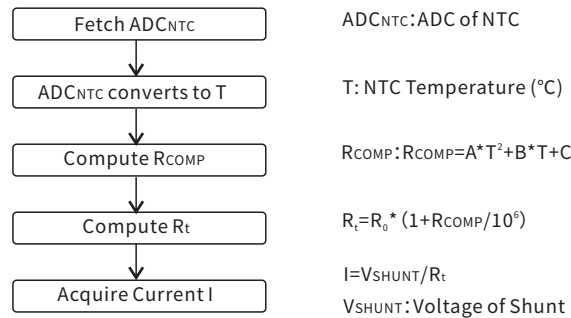 Fetch ADCNTC
ADCNTC: ADC of NTC
ADCNTC converts to T
T: NTC Temperature (°C)
Compute RCOMP
RCOMP: RCOMP=A*T²+B*T+C
Compute Rt
Rt=R₀* (1+RCOMP/10⁶)
Acquire Current I
I=VSHUNT/Rt
VSHUNT: Voltage of Shunt